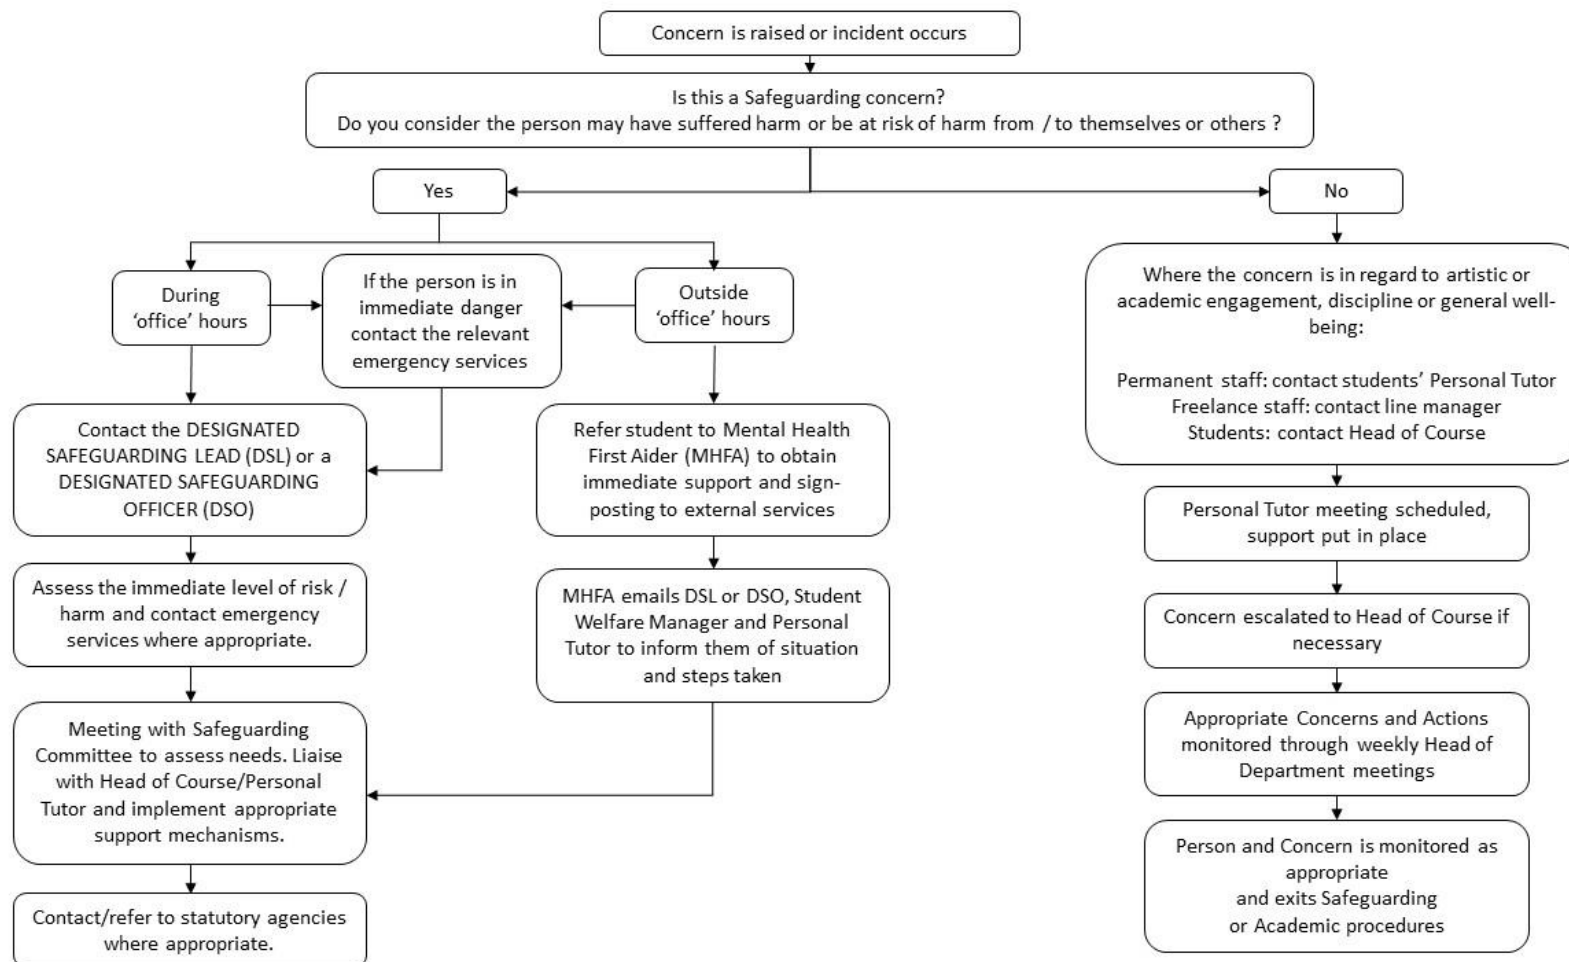 Concern is raised or incident occurs
Is this a Safeguarding concern?
Do you consider the person may have suffered harm or be at risk of harm from / to themselves or others ?
Yes
No
During
‘office’ hours
If the person is in
immediate danger
contact the relevant
emergency services
Outside
‘office’ hours
Where the concern is in regard to artistic or
academic engagement, discipline or general well-
being:
Permanent staff: contact students’ Personal Tutor
Freelance staff: contact line manager
Students: contact Head of Course
Contact the DESIGNATED
SAFEGUARDING LEAD (DSL) or a
DESIGNATED SAFEGUARDING
OFFICER (DSO)
Refer student to Mental Health
First Aider (MHFA) to obtain
immediate support and sign-
posting to external services
Personal Tutor meeting scheduled,
support put in place
Assess the immediate level of risk /
harm and contact emergency
services where appropriate.
MHFA emails DSL or DSO, Student
Welfare Manager and Personal
Tutor to inform them of situation
and steps taken
Concern escalated to Head of Course if
necessary
Meeting with Safeguarding
Committee to assess needs. Liaise
with Head of Course/Personal
Tutor and implement appropriate
support mechanisms.
Appropriate Concerns and Actions
monitored through weekly Head of
Department meetings
Person and Concern is monitored as
appropriate
and exits Safeguarding
or Academic procedures
Contact/refer to statutory agencies
where appropriate.